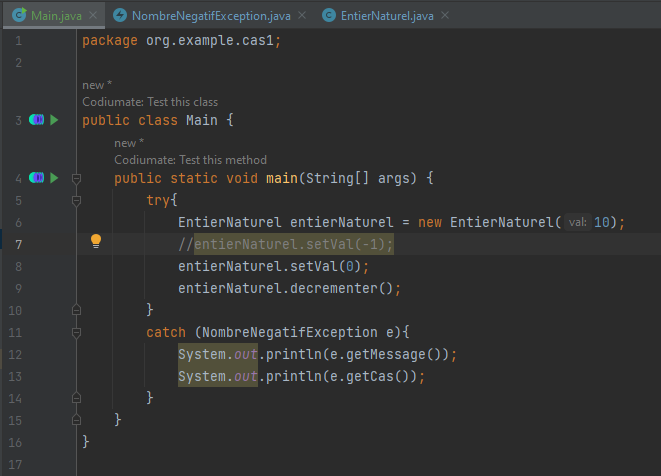 Main.java × NombreNegatifException.java × EntierNaturel.java ×
1 package org.example.cas1;
2
new *
Codiumate: Test this class
3 public class Main {
new *
Codiumate: Test this method
4 public static void main(String[] args) {
5 try{
6 EntierNaturel entierNaturel = new EntierNaturel( val: 10);
7 //entierNaturel.setVal(-1);
8 entierNaturel.setVal(0);
9 entierNaturel.decrementer();
10 }
11 catch (NombreNegatifException e){
12 System.out.println(e.getMessage());
13 System.out.println(e.getCas());
14 }
15 }
16 }
17